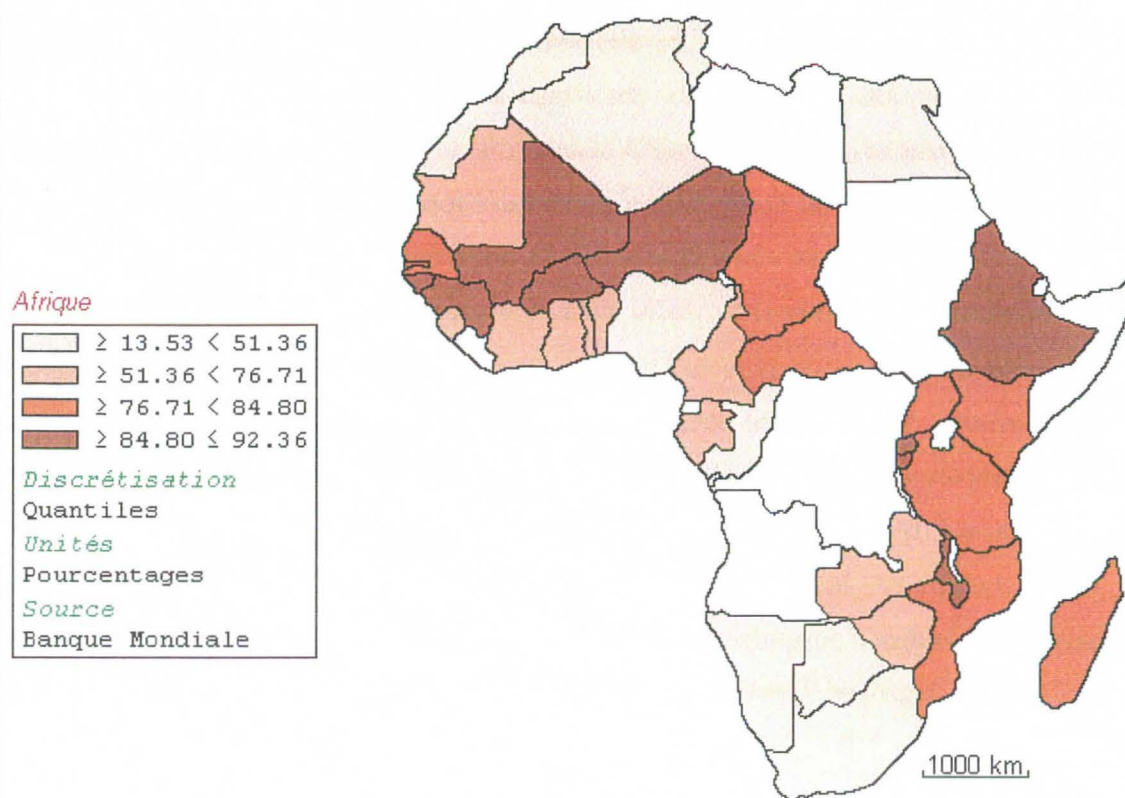 Afrique
≥ 13.53 < 51.36
≥ 51.36 < 76.71
≥ 76.71 < 84.80
≥ 84.80 ≤ 92.36
Discrétisation
Quantiles
Unités
Pourcentages
Source
Banque Mondiale
1000 km